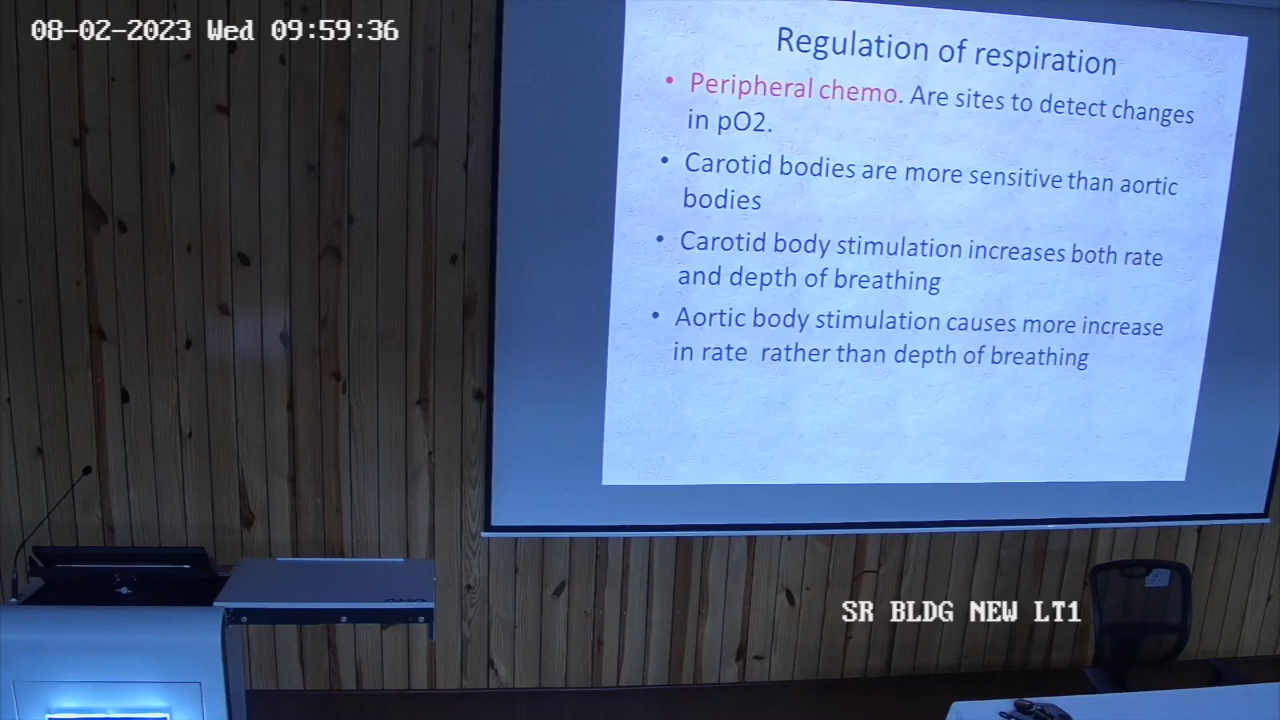 08-02-2023 Wed 09:59:36
Regulation of respiration
• Peripheral chemo. Are sites to detect changes
in pO2.
• Carotid bodies are more sensitive than aortic
bodies
• Carotid body stimulation increases both rate
and depth of breathing
• Aortic body stimulation causes more increase
in rate rather than depth of breathing
SR BLDG NEW LT1